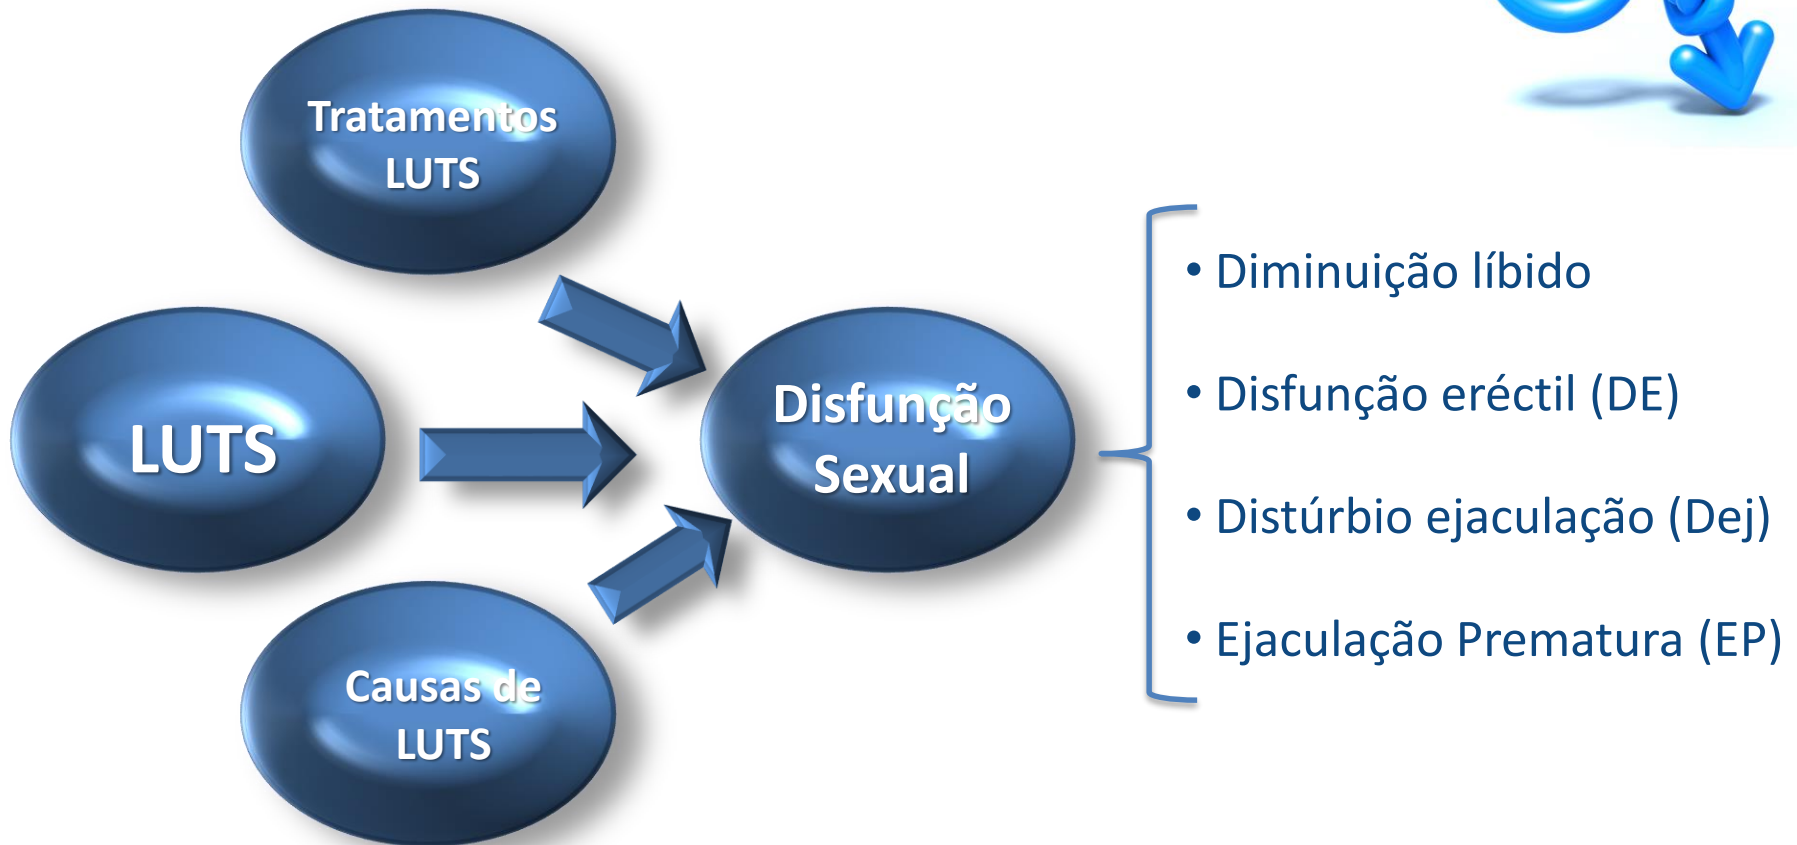 Tratamentos
LUTS
LUTS
Causas de
LUTS
Disfunção
Sexual
• Diminuição líbido
• Disfunção eréctil (DE)
• Distúrbio ejaculação (Dej)
• Ejaculação Prematura (EP)